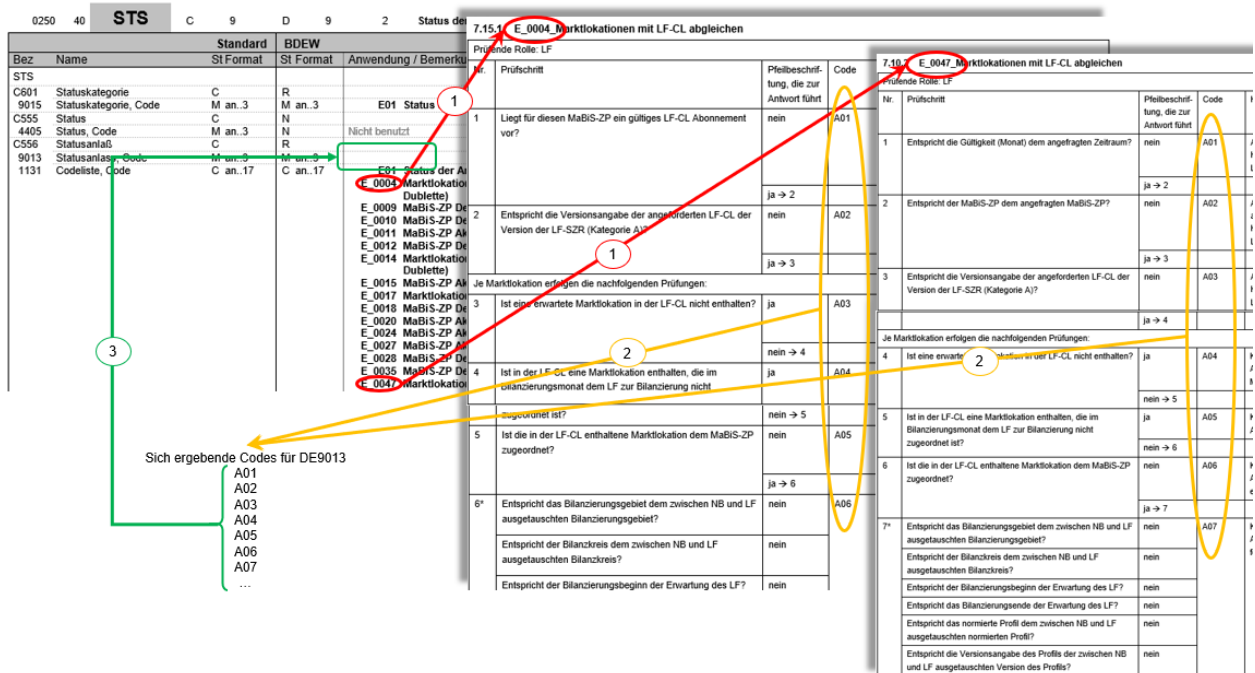 0250 40 STS C 9 D 9 2 Status der
Standard BDEW
Bez Name St Format St Format Anwendung / Bemerku
STS
C601 Statuskategorie C R
9015 Statuskategorie, Code M an..3 M an..3 E01 Status
C555 Status C N
4405 Status, Code M an..3 N Nicht benutzt
C556 Statusanlaß C R
9013 Statusanlass, Code M an..3 M an..3
E01 Status der A
1131 Codeliste, Code C an..17 C an..17
E_0004 Marktlokation
Dublette)
E_0009 MaBiS-ZP De
E_0010 MaBiS-ZP De
E_0011 MaBiS-ZP Ak
E_0012 MaBiS-ZP De
E_0014 Marktlokation
Dublette)
E_0015 MaBiS-ZP Ak
E_0017 Marktlokation
E_0018 MaBiS-ZP De
E_0020 MaBiS-ZP Ak
E_0024 MaBiS-ZP Ak
E_0027 MaBiS-ZP
E_0028 MaBiS-ZP De
E_0035 MaBiS-ZP De
E_0047 Marktlokation
1
1
2
2
3
Sich ergebende Codes für DE9013
A01
A02
A03
A04
A05
A06
A07
...
7.15.1 E_0004_Marktlokationen mit LF-CL abgleichen
Prüfende Rolle: LF
Nr. Prüfschritt Pfeilbeschrif- Code
tung, die zur
Antwort führt
1 Liegt für diesen MaBiS-ZP ein gültiges LF-CL Abonnement nein A01
vor?
ja → 2
2 Entspricht die Versionsangabe der angeforderten LF-CL der nein A02
Version der LF-SZR (Kategorie A)?
ja → 3
Je Marktlokation erfolgen die nachfolgenden Prüfungen:
3 Ist eine erwartete Marktlokation in der LF-CL nicht enthalten? ja A03
nein → 4
4 Ist in der LF-CL eine Marktlokation enthalten, die im ja A04
Bilanzierungsmonat dem LF zur Bilanzierung nicht
zugeordnet ist? nein → 5
5 Ist die in der LF-CL enthaltene Marktlokation dem MaBiS-ZP nein A05
zugeordnet?
ja → 6
6* Entspricht das Bilanzierungsgebiet dem zwischen NB und LF nein A06
ausgetauschten Bilanzierungsgebiet?
Entspricht der Bilanzkreis dem zwischen NB und LF nein
ausgetauschten Bilanzkreis?
Entspricht der Bilanzierungsbeginn der Erwartung des LF? nein
7.10.2 E_0047_Marktlokationen mit LF-CL abgleichen
Prüfende Rolle: LF
Nr. Prüfschritt Pfeilbeschrif- Code
tung, die zur
Antwort führt
1 Entspricht die Gültigkeit (Monat) dem angefragten Zeitraum? nein A01
ja → 2
2 Entspricht der MaBiS-ZP dem angefragten MaBiS-ZP? nein A02
ja → 3
3 Entspricht die Versionsangabe der angeforderten LF-CL der nein A03
Version der LF-SZR (Kategorie A)?
ja → 4
Je Marktlokation erfolgen die nachfolgenden Prüfungen:
4 Ist eine erwartete Marktlokation in der LF-CL nicht enthalten? ja A04
nein → 5
5 Ist in der LF-CL eine Marktlokation enthalten, die im ja A05
Bilanzierungsmonat dem LF zur Bilanzierung nicht
zugeordnet ist? nein → 6
6 Ist die in der LF-CL enthaltene Marktlokation dem MaBiS-ZP nein A06
zugeordnet?
ja → 7
7* Entspricht das Bilanzierungsgebiet dem zwischen NB und LF nein A07
ausgetauschten Bilanzierungsgebiet?
Entspricht der Bilanzkreis dem zwischen NB und LF nein
ausgetauschten Bilanzkreis?
Entspricht der Bilanzierungsbeginn der Erwartung des LF? nein
Entspricht das Bilanzierungsende der Erwartung des LF? nein
Entspricht das normierte Profil dem zwischen NB und LF nein
ausgetauschten normierten Profil?
Entspricht die Versionsangabe des Profils der zwischen NB nein
und LF ausgetauschten Version des Profils?